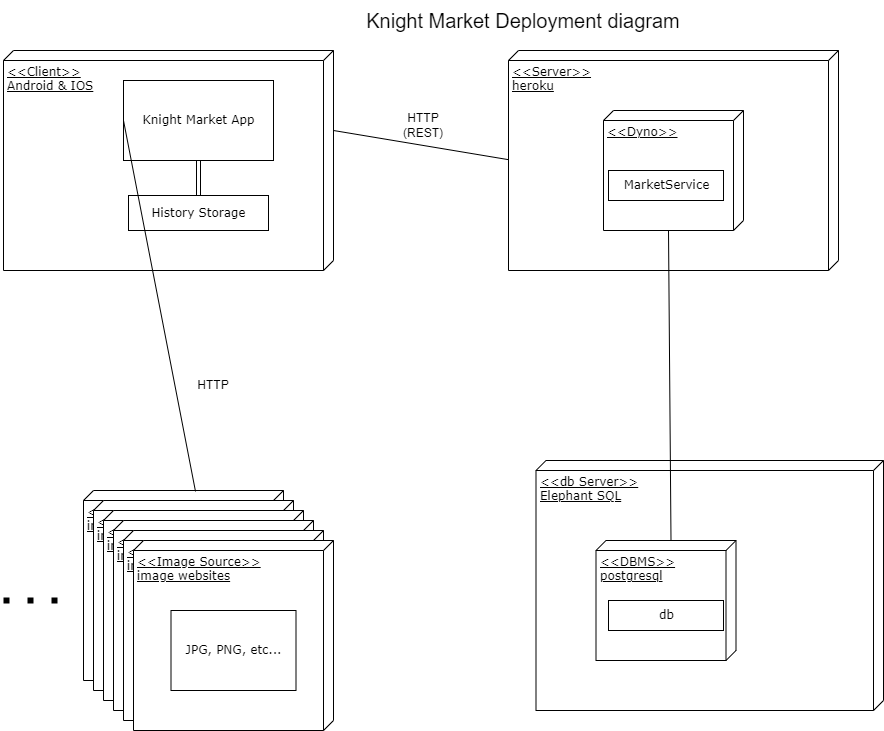 Knight Market Deployment diagram
<<Client>>
Android & IOS
Knight Market App
History Storage
HTTP
(REST)
<<Server>>
heroku
<<Dyno>>
MarketService
HTTP
<<Image Source>>
image websites
JPG, PNG, etc...
<<db Server>>
Elephant SQL
<<DBMS>>
postgresql
db